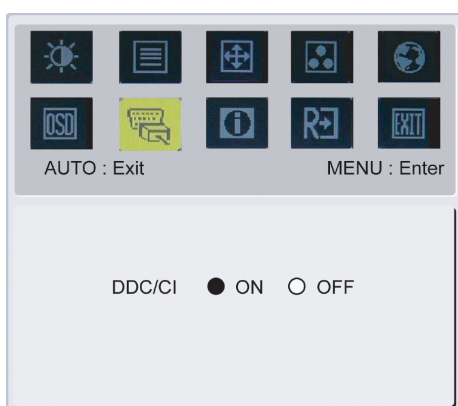 OSD R EXIT
AUTO : Exit MENU : Enter
DDC/CI ON OFF